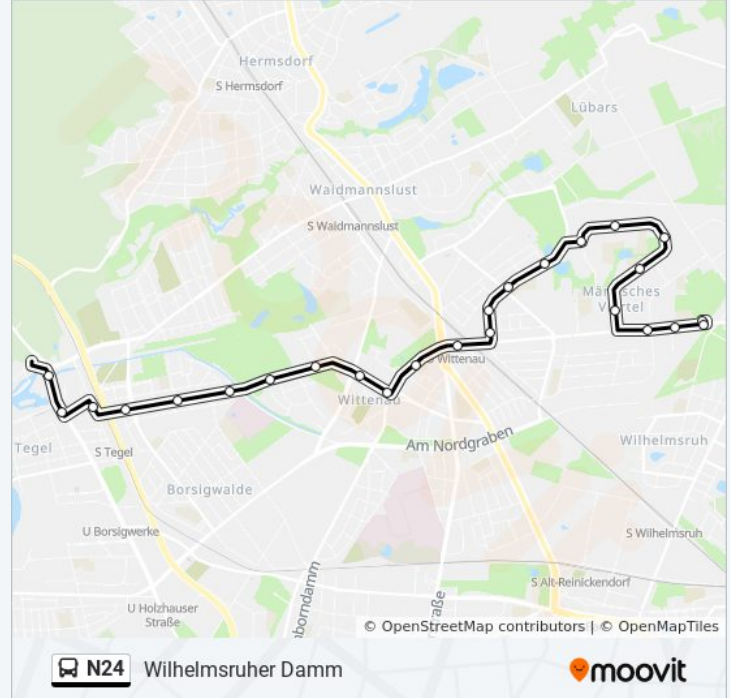 Hermsdorf
S Hermsdorf
Lübars
Waidmannslust
S Waidmannslust
Märkisches
Viertel
S Wittenau
Wittenau
Am Nordgraben
Wilhelmsruh
Tegel
S Tegel
Borsigwalde
U Borsigwerke
S Wilhelmsruh
S Alt-Reinickendorf
U Holzhauser
Straße
© OpenStreetMap contributors | © OpenMapTiles
N24 Wilhelmsruher Damm
moovit